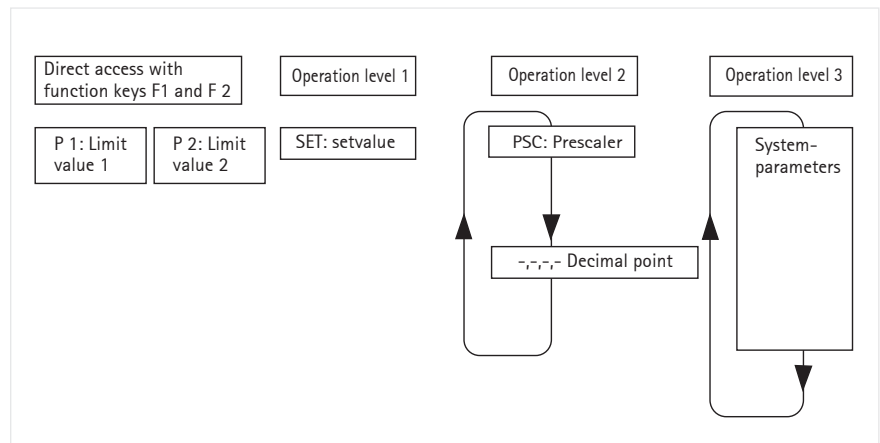 Direct access with
function keys F1 and F 2
Operation level 1
Operation level 2
Operation level 3
P 1: Limit
value 1
P 2: Limit
value 2
SET: setvalue
PSC: Prescaler
System-
parameters
-,-,-,- Decimal point